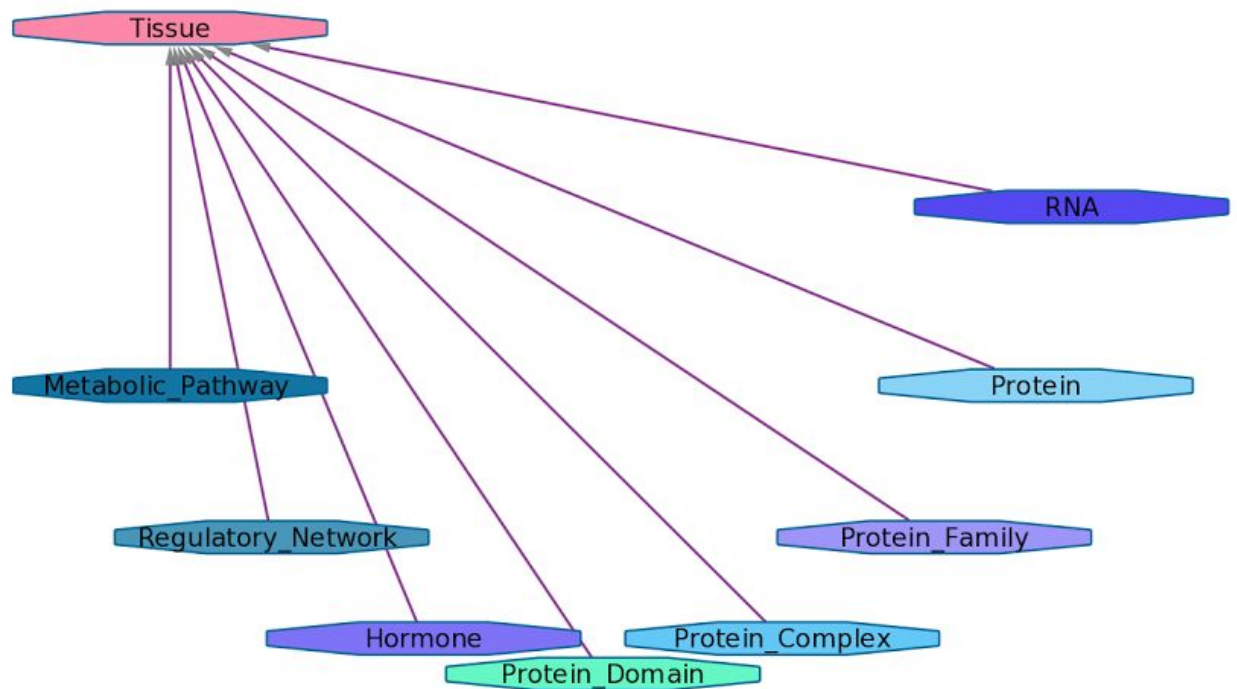 Tissue
RNA
Metabolic_Pathway
Protein
Regulatory_Network
Protein_Family
Hormone
Protein_Complex
Protein_Domain